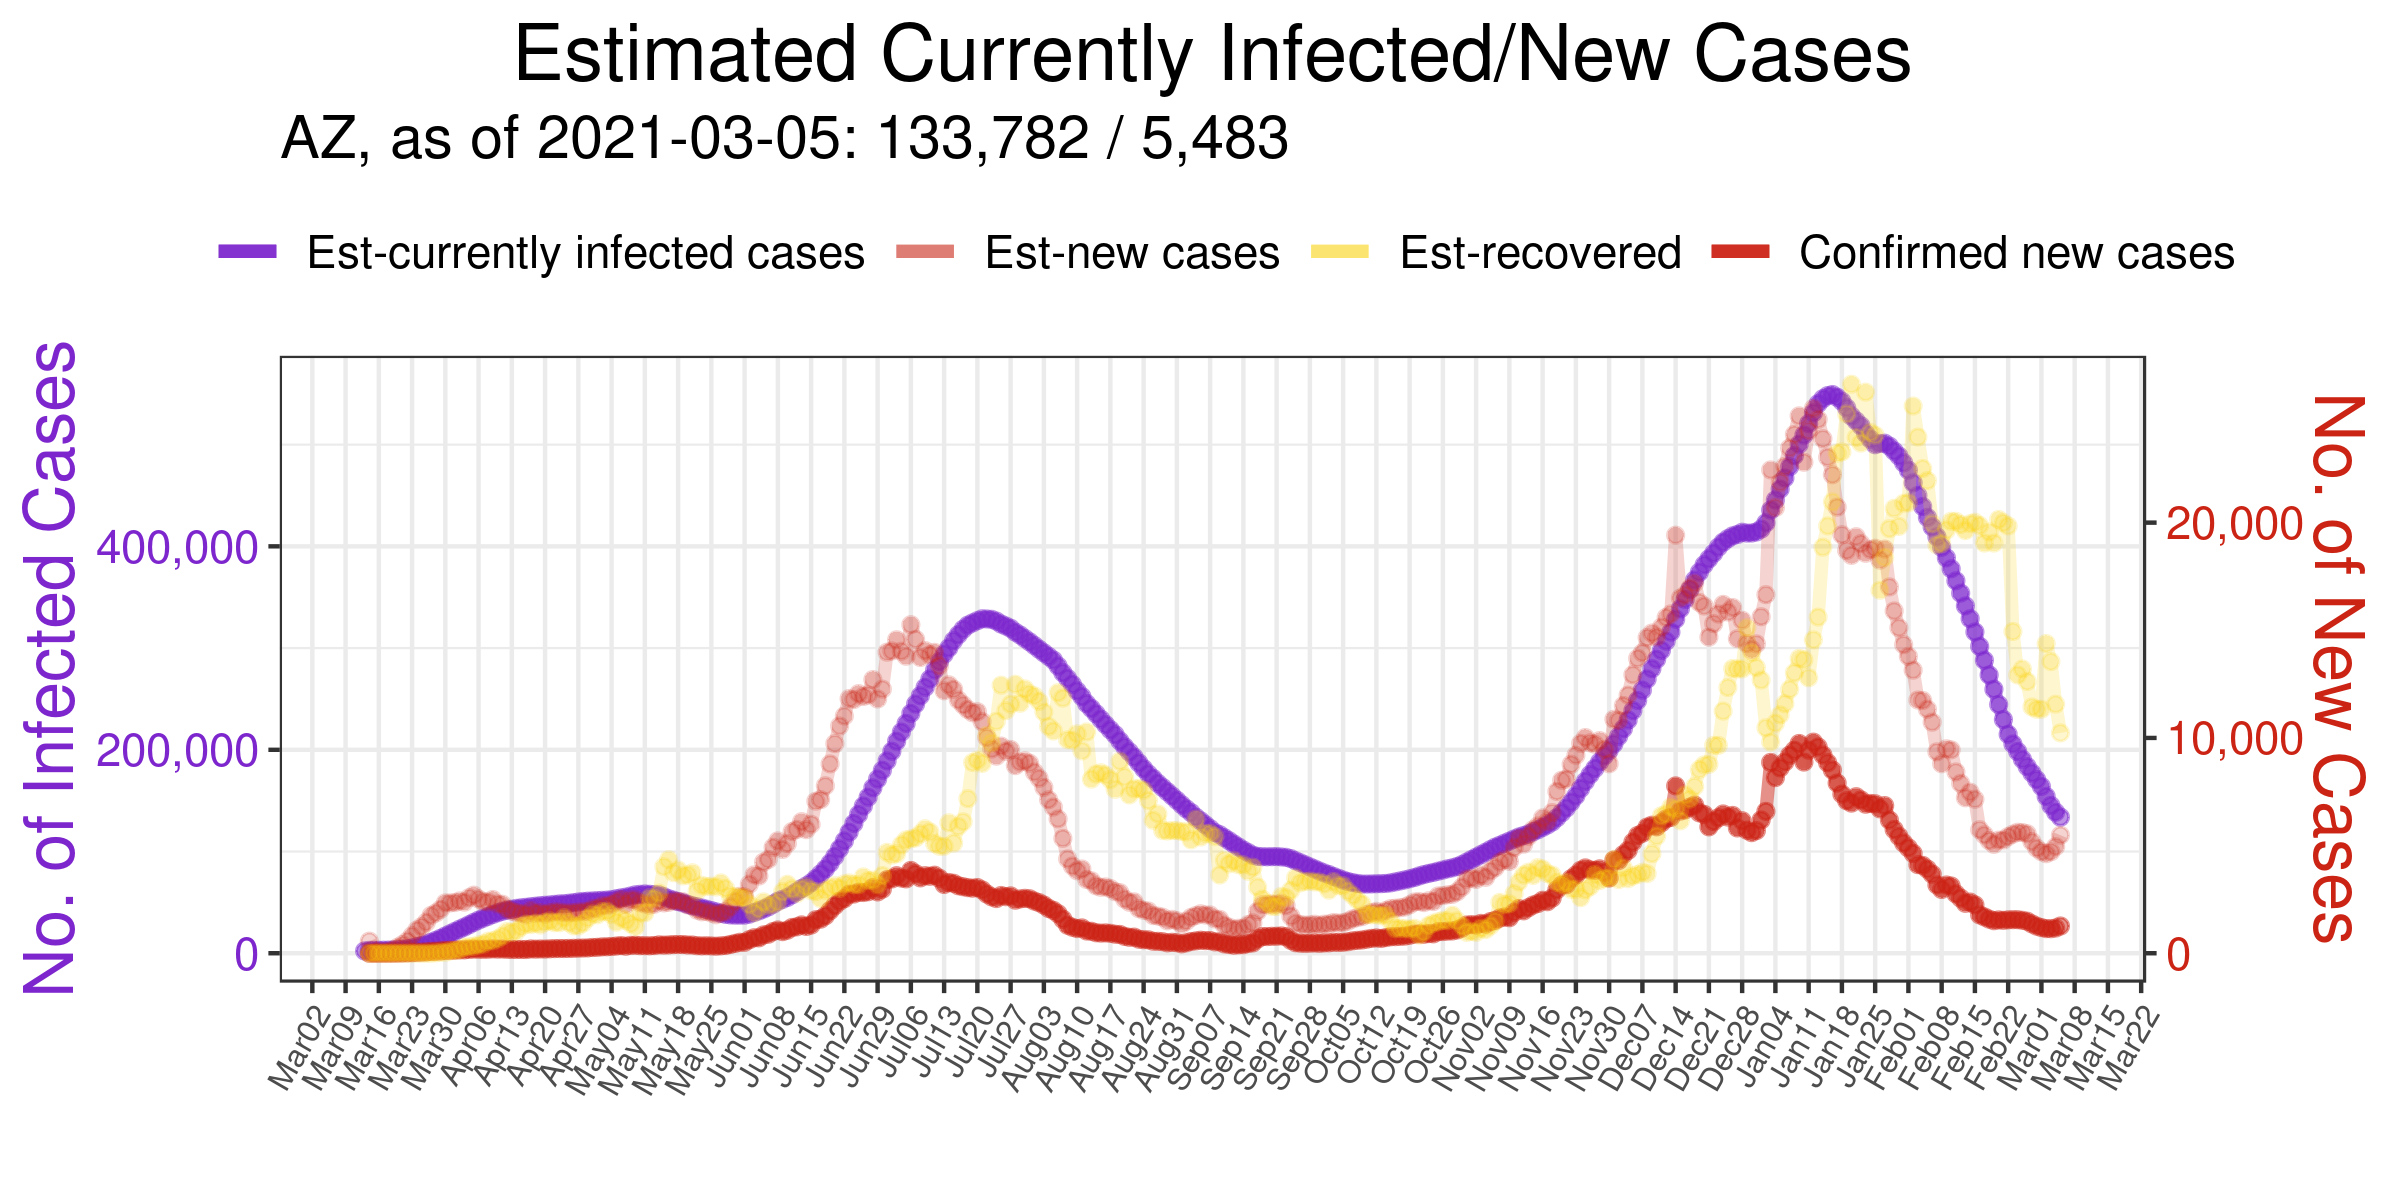 Estimated Currently Infected/New Cases
AZ, as of 2021-03-05: 133,782 / 5,483
Est-currently infected cases
Est-new cases
Est-recovered
Confirmed new cases
No. of Infected Cases
400,000
200,000
0
20,000
10,000
0
No. of New Cases
Mar02
Mar09
Mar16
Mar23
Mar30
Apr06
Apr13
Apr20
Apr27
May04
May11
May18
May25
Jun01
Jun08
Jun15
Jun22
Jun29
Jul06
Jul13
Jul20
Jul27
Aug03
Aug10
Aug17
Aug24
Aug31
Sep07
Sep14
Sep21
Sep28
Oct05
Oct12
Oct19
Oct26
Nov02
Nov09
Nov16
Nov23
Nov30
Dec07
Dec14
Dec21
Dec28
Dec04
Jan11
Jan18
Jan25
Feb01
Feb08
Feb15
Feb22
Mar01
Mar08
Mar15
Mar22